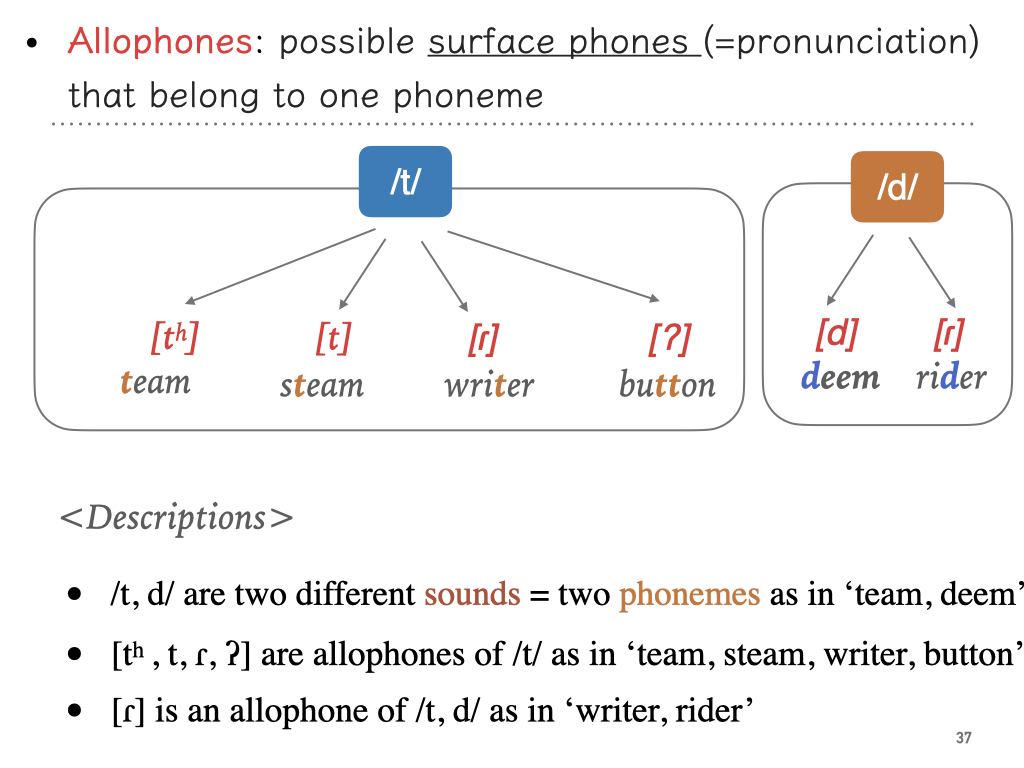 • Allophones: possible surface phones (=pronunciation)
that belong to one phoneme
/t/ /d/
[tʰ] [t] [ɾ] [ʔ] [d] [ɾ]
team steam writer button deem rider
<Descriptions>
• /t, d/ are two different sounds = two phonemes as in ‘team, deem’
• [tʰ , t, ɾ, ʔ] are allophones of /t/ as in ‘team, steam, writer, button’
• [ɾ] is an allophone of /t, d/ as in ‘writer, rider’
37